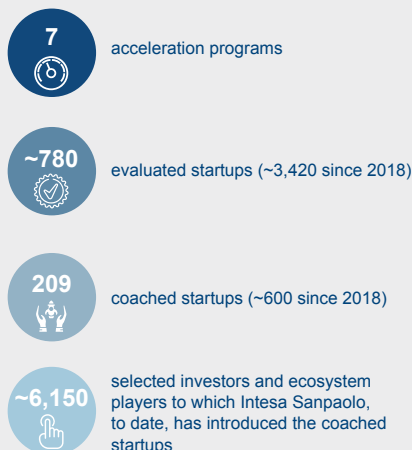 7
acceleration programs
~780
evaluated startups (~3,420 since 2018)
209
coached startups (~600 since 2018)
~6,150
selected investors and ecosystem
players to which Intesa Sanpaolo,
to date, has introduced the coached
startups